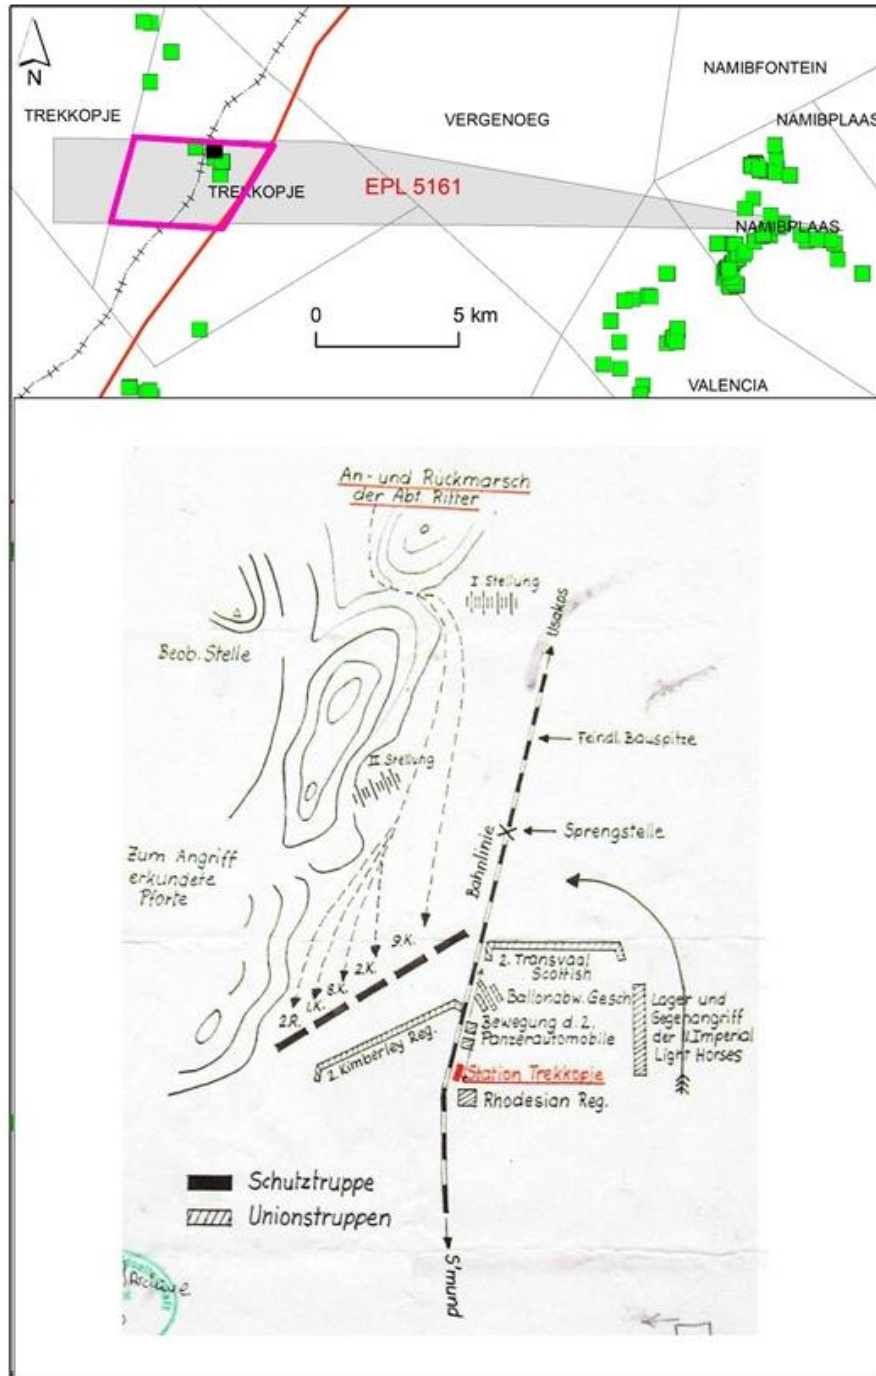 N
TREKKOPJE
VERGENOEG
NAMIBFONTEIN
NAMIBPLAAS
TREKKOPJE
EPL 5161
NAMIBPLAAS
0 5 km
VALENCIA
An- und Rückmarsch
der Abt. Ritter
I Stellung
Usakos
Beob. Stelle
Feindl. Bauspitze
II Stellung
Sprengstelle
Bahnlinie
Zum Angriff
erkundete
Pforte
9.K.
2.K.
8.K.
1.K.
2.R.
2. Transvaal
Scottish
Ballonabw. Gesch
Lager und
Gegenangriff
der II. Imperial
Light Horses
Bewegung d. 2.
Panzerautomobile
2. Kimberley Reg.
Station Trekkopje
Rhodesian Reg.
Schutztruppe
Unionstruppen
S'mund